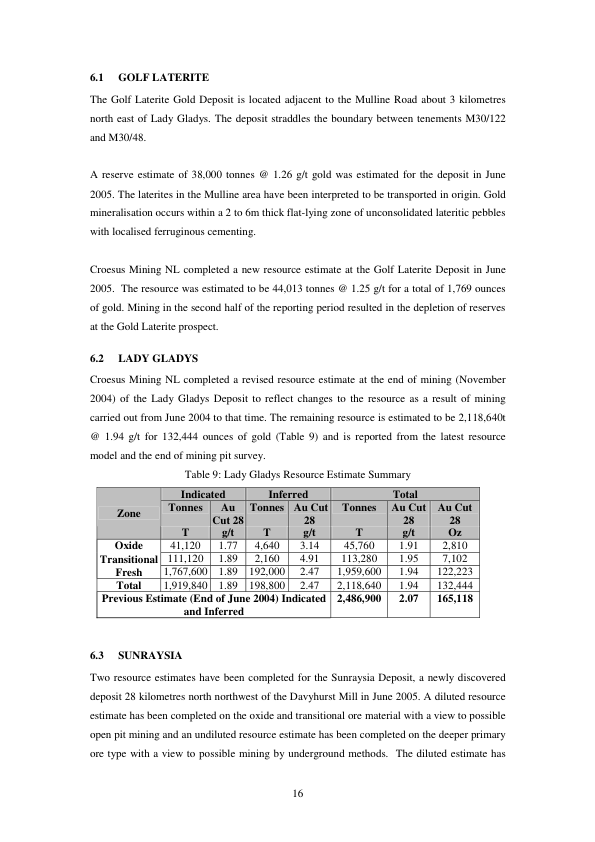 6.1 GOLF LATERITE
The Golf Laterite Gold Deposit is located adjacent to the Mulline Road about 3 kilometres
north east of Lady Gladys. The deposit straddles the boundary between tenements M30/122
and M30/48.
A reserve estimate of 38,000 tonnes @ 1.26 g/t gold was estimated for the deposit in June
2005. The laterites in the Mulline area have been interpreted to be transported in origin. Gold
mineralisation occurs within a 2 to 6m thick flat-lying zone of unconsolidated lateritic pebbles
with localised ferruginous cementing.
Croesus Mining NL completed a new resource estimate at the Golf Laterite Deposit in June
2005. The resource was estimated to be 44,013 tonnes @ 1.25 g/t for a total of 1,769 ounces
of gold. Mining in the second half of the reporting period resulted in the depletion of reserves
at the Gold Laterite prospect.
6.2 LADY GLADYS
Croesus Mining NL completed a revised resource estimate at the end of mining (November
2004) of the Lady Gladys Deposit to reflect changes to the resource as a result of mining
carried out from June 2004 to that time. The remaining resource is estimated to be 2,118,640t
@ 1.94 g/t for 132,444 ounces of gold (Table 9) and is reported from the latest resource
model and the end of mining pit survey.
Table 9: Lady Gladys Resource Estimate Summary
Indicated Inferred Total
Zone Tonnes Au Tonnes Au Cut Tonnes Au Cut Au Cut
Cut 28 28 28 28
T g/t T g/t T g/t Oz
Oxide 41,120 1.77 4,640 3.14 45,760 1.91 2,810
Transitional 111,120 1.89 2,160 4.91 113,280 1.95 7,102
Fresh 1,767,600 1.89 192,000 2.47 1,959,600 1.94 122,223
Total 1,919,840 1.89 198,800 2.47 2,118,640 1.94 132,444
Previous Estimate (End of June 2004) Indicated 2,486,900 2.07 165,118
and Inferred
6.3 SUNRAYSIA
Two resource estimates have been completed for the Sunraysia Deposit, a newly discovered
deposit 28 kilometres north northwest of the Davyhurst Mill in June 2005. A diluted resource
estimate has been completed on the oxide and transitional ore material with a view to possible
open pit mining and an undiluted resource estimate has been completed on the deeper primary
ore type with a view to possible mining by underground methods. The diluted estimate has
16